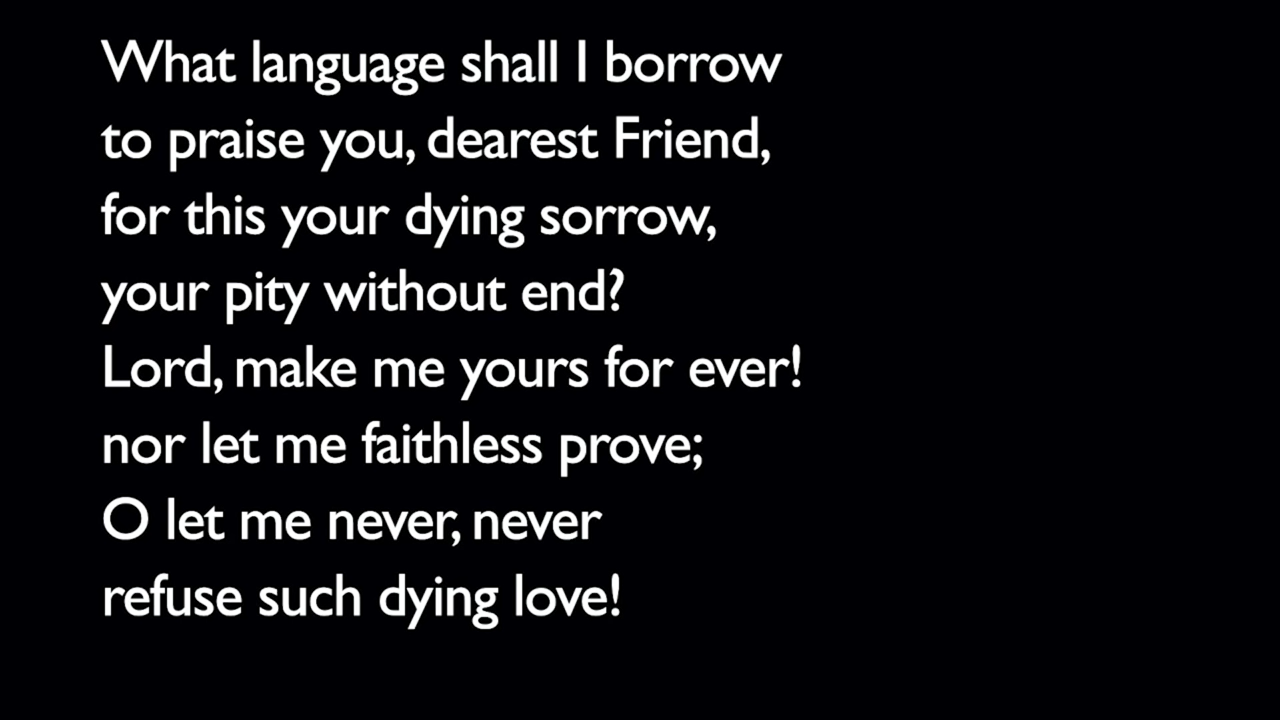 What language shall I borrow
to praise you, dearest Friend,
for this your dying sorrow,
your pity without end?
Lord, make me yours for ever!
nor let me faithless prove;
O let me never, never
refuse such dying love!